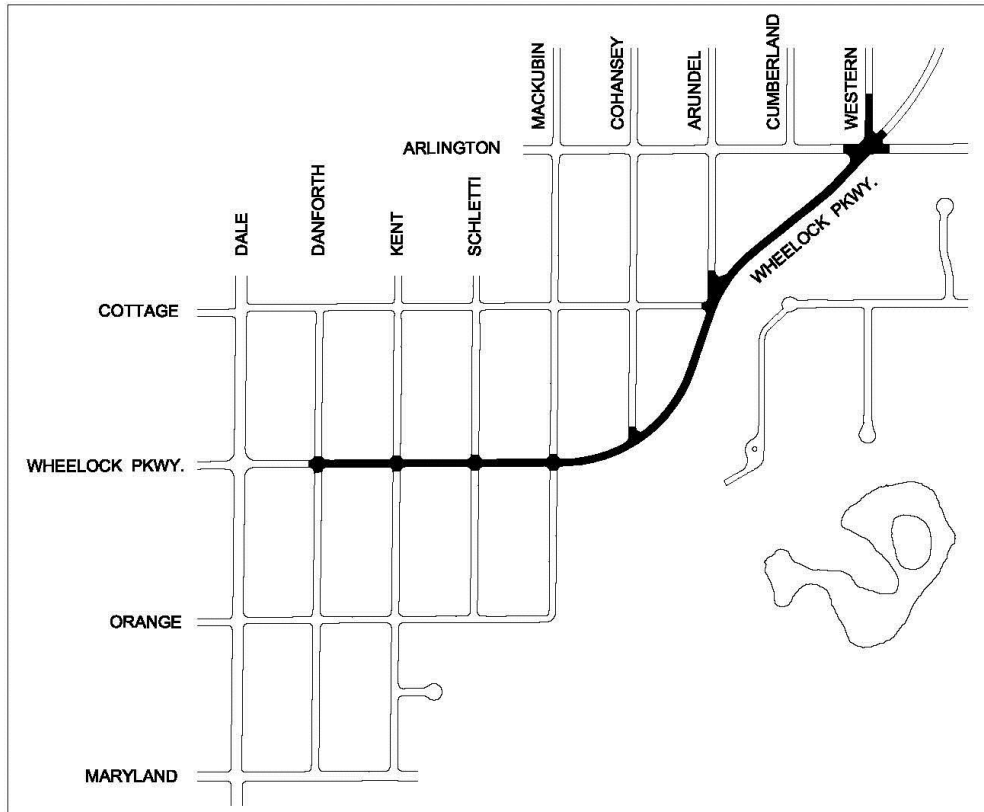 MACKUBIN
COHANSEY
ARUNDEL
CUMBERLAND
WESTERN
ARLINGTON
DALE
DANFORTH
KENT
SCHLETTI
WHEELOCK PKWY.
COTTAGE
WHEELOCK PKWY.
ORANGE
MARYLAND